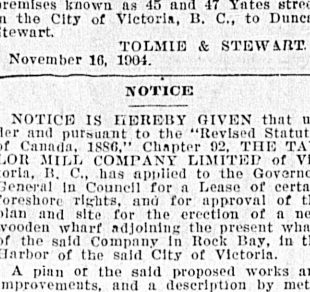 premises known as 45 and 47 Yates stree
n the City of Victoria, B. C., to Dunca
Stewart.
TOLMIE & STEWART.
November 16, 1904.
NOTICE
NOTICE IS HEREBY GIVEN that u
der and pursuant to the "Revised Statut
of Canada, 1886," Chapter 92, THE TA
LOR MILL COMPANY LIMITED of Vi
toria, B. C., has applied to the Governo
General in Council for a Lease of certa
foreshore rights, and for approval of th
plan and site for the erection of a ne
wooden wharf adjoining the present wha
of the said Company in Rock Bay, in th
Harbor of the said City of Victoria.
A plan of the said proposed works an
improvements, and a description by met